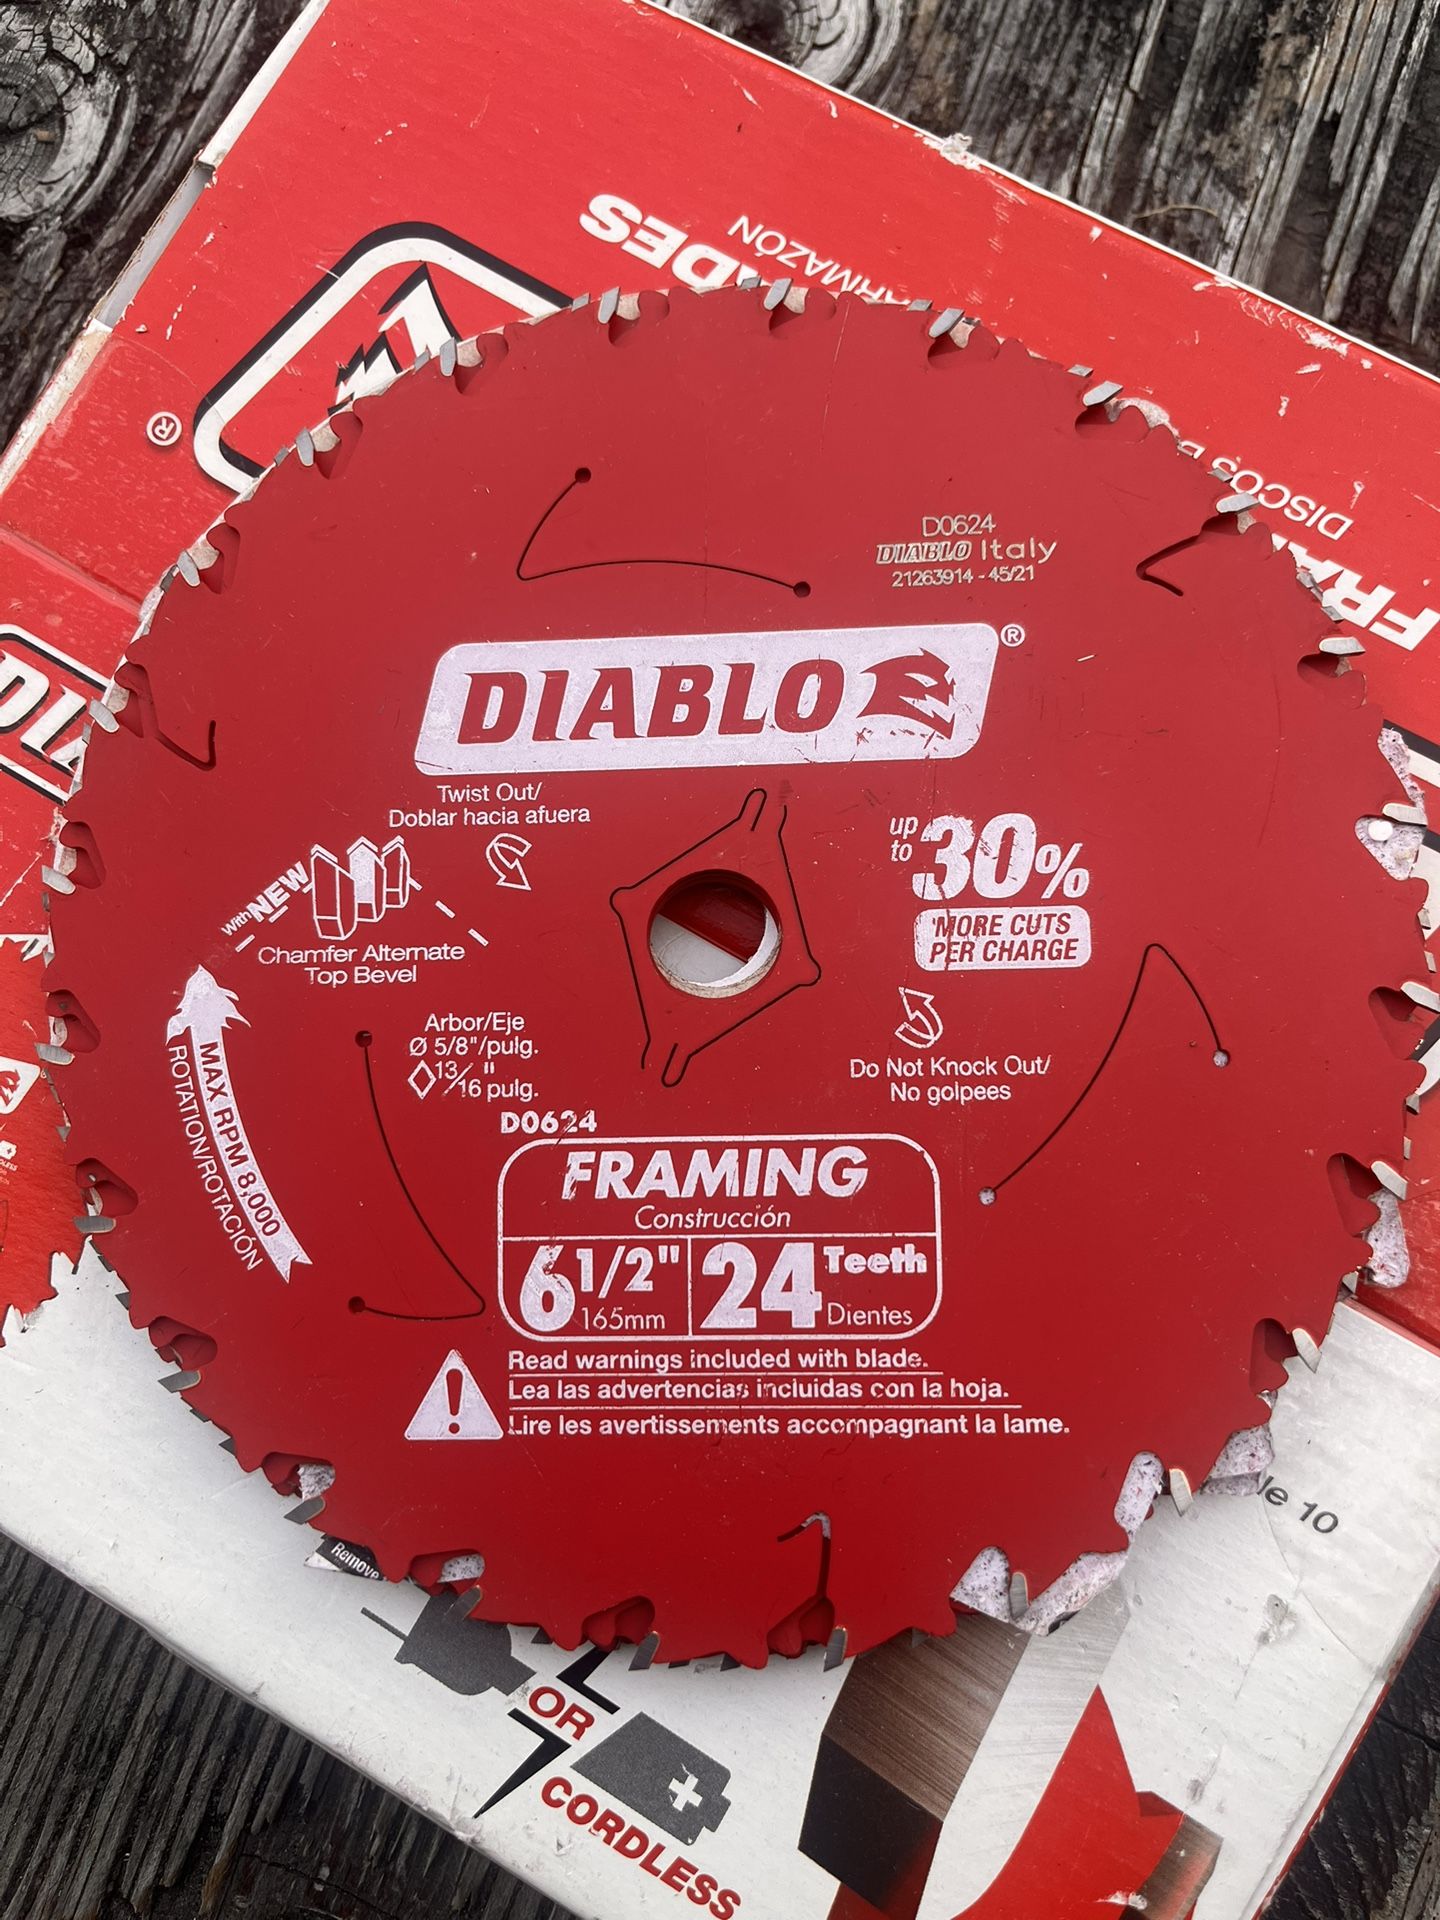 D0624
DIABLO Italy
21263914 - 45/21
DIABLO ®
Twist Out/
Doblar hacia afuera
With NEW
Chamfer Alternate
Top Bevel
up to 30%
MORE CUTS
PER CHARGE
Arbor/Eje
Ø 5/8"/pulg.
◊ 13/16" pulg.
Do Not Knock Out/
No golpees
MAX RPM 8,000
ROTATION/ROTACIÓN
D0624
FRAMING
Construcción
6 1/2"
165mm
24 Teeth
Dientes
Read warnings included with blade.
Lea las advertencias incluidas con la hoja.
Lire les avertissements accompagnant la lame.
®
DISCOS
Remove
OR
CORDLESS
10